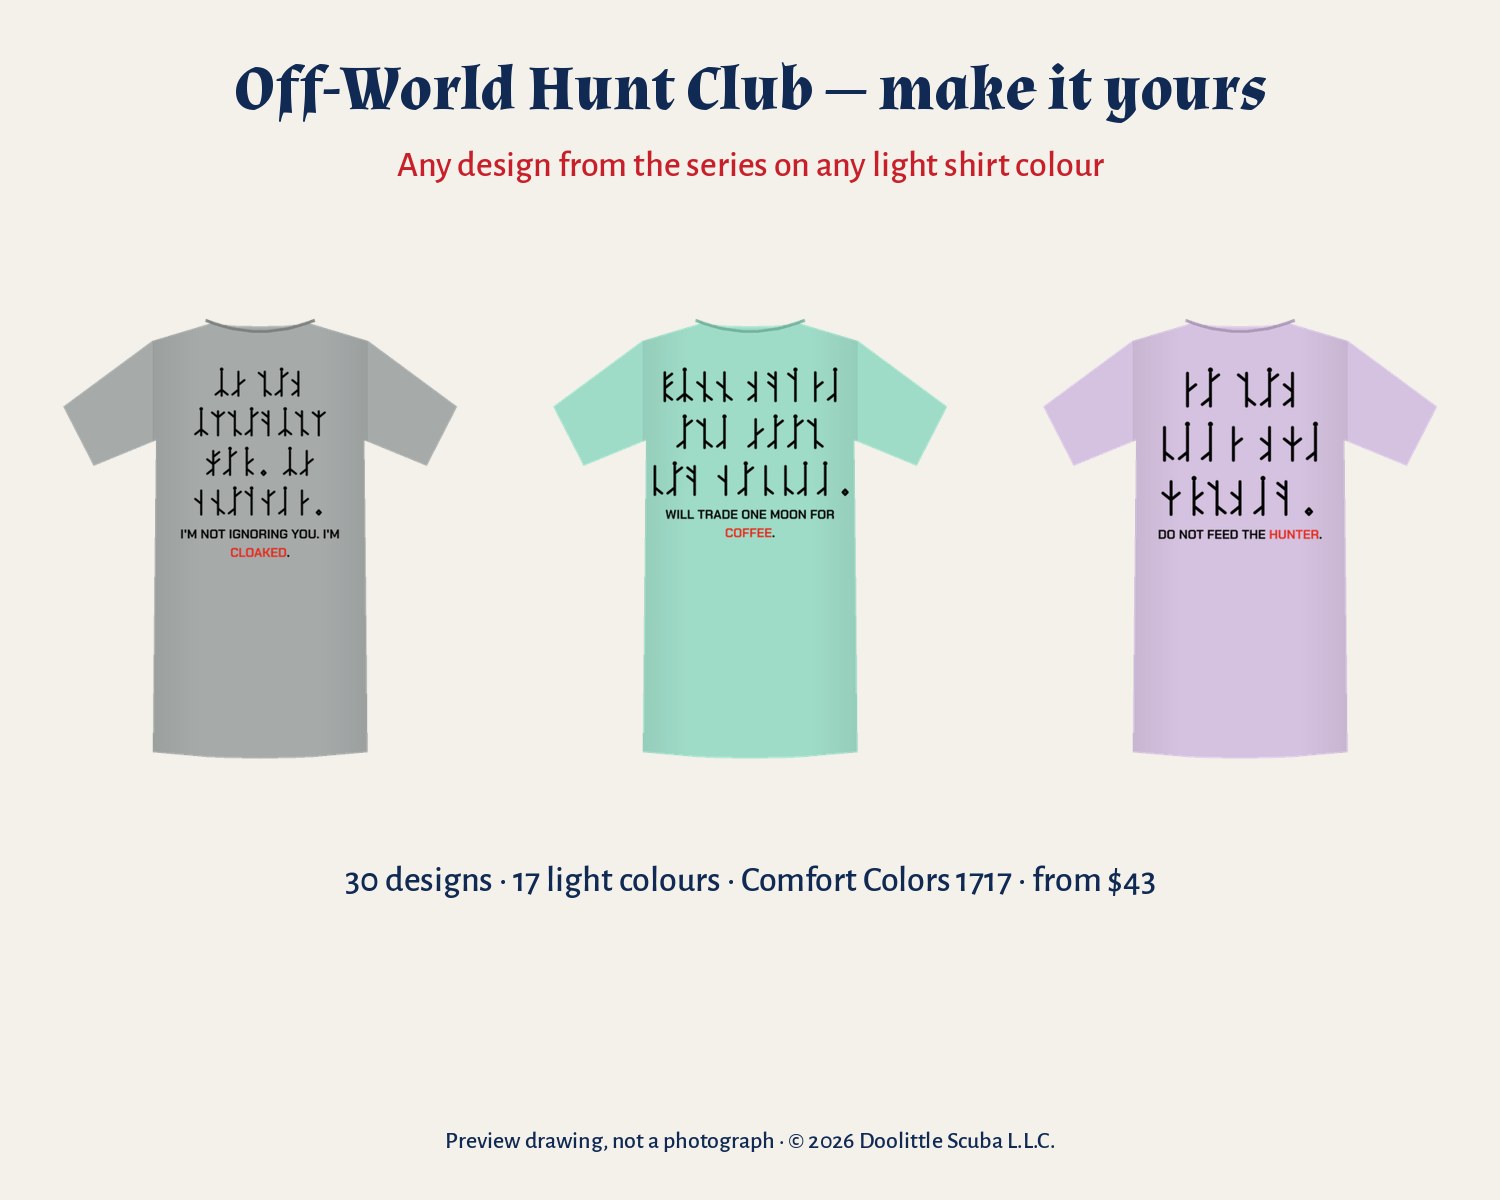 Off-World Hunt Club — make it yours
Any design from the series on any light shirt colour
I'M NOT IGNORING YOU. I'M
CLOAKED.
WILL TRADE ONE MOON FOR
COFFEE.
DO NOT FEED THE HUNTER.
30 designs · 17 light colours · Comfort Colors 1717 · from $43
Preview drawing, not a photograph · © 2026 Doolittle Scuba L.L.C.